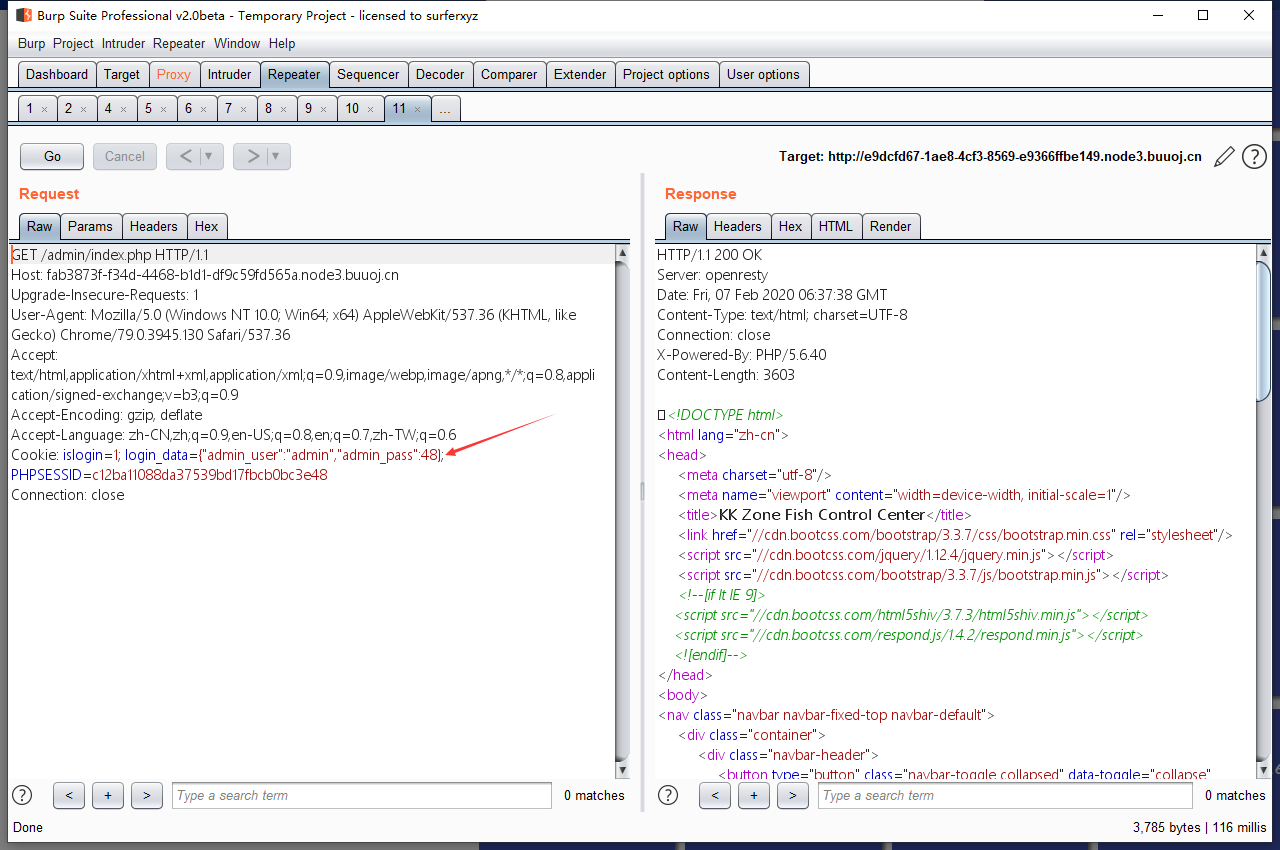 Burp Suite Professional v2.0beta - Temporary Project - licensed to surferxyz
Burp Project Intruder Repeater Window Help
Dashboard Target Proxy Intruder Repeater Sequencer Decoder Comparer Extender Project options User options
1 × 2 × 4 × 5 × 6 × 7 × 8 × 9 × 10 × 11 × ...
Go Cancel < ▼ > ▼ Target: http://e9dcfd67-1ae8-4cf3-8569-e9366ffbe149.node3.buuoj.cn ?
Request
Raw Params Headers Hex
GET /admin/index.php HTTP/1.1
Host: fab3873f-f34d-4468-b1d1-df9c59fd565a.node3.buuoj.cn
Upgrade-Insecure-Requests: 1
User-Agent: Mozilla/5.0 (Windows NT 10.0; Win64; x64) AppleWebKit/537.36 (KHTML, like
Gecko) Chrome/79.0.3945.130 Safari/537.36
Accept:
text/html,application/xhtml+xml,application/xml;q=0.9,image/webp,image/apng,*/*;q=0.8,appli
cation/signed-exchange;v=b3;q=0.9
Accept-Encoding: gzip, deflate
Accept-Language: zh-CN,zh;q=0.9,en-US;q=0.8,en;q=0.7,zh-TW;q=0.6
Cookie: islogin=1; login_data={"admin_user":"admin","admin_pass":48};
PHPSESSID=c12ba11088da37539bd17fbcb0bc3e48
Connection: close
? < + > Type a search term 0 matches
Response
Raw Headers Hex HTML Render
HTTP/1.1 200 OK
Server: openresty
Date: Fri, 07 Feb 2020 06:37:38 GMT
Content-Type: text/html; charset=UTF-8
Connection: close
X-Powered-By: PHP/5.6.40
Content-Length: 3603
<!DOCTYPE html>
<html lang="zh-cn">
<head>
<meta charset="utf-8"/>
<meta name="viewport" content="width=device-width, initial-scale=1"/>
<title>KK Zone Fish Control Center</title>
<link href="//cdn.bootcss.com/bootstrap/3.3.7/css/bootstrap.min.css" rel="stylesheet"/>
<script src="//cdn.bootcss.com/jquery/1.12.4/jquery.min.js"></script>
<script src="//cdn.bootcss.com/bootstrap/3.3.7/js/bootstrap.min.js"></script>
<!--[if lt IE 9]>
<script src="//cdn.bootcss.com/html5shiv/3.7.3/html5shiv.min.js"></script>
<script src="//cdn.bootcss.com/respond.js/1.4.2/respond.min.js"></script>
<![endif]-->
</head>
<body>
<nav class="navbar navbar-fixed-top navbar-default">
<div class="container">
<div class="navbar-header">
<button type="button" class="navbar-toggle collapsed" data-toggle="collapse"
? < + > Type a search term 0 matches
Done 3,785 bytes | 116 millis